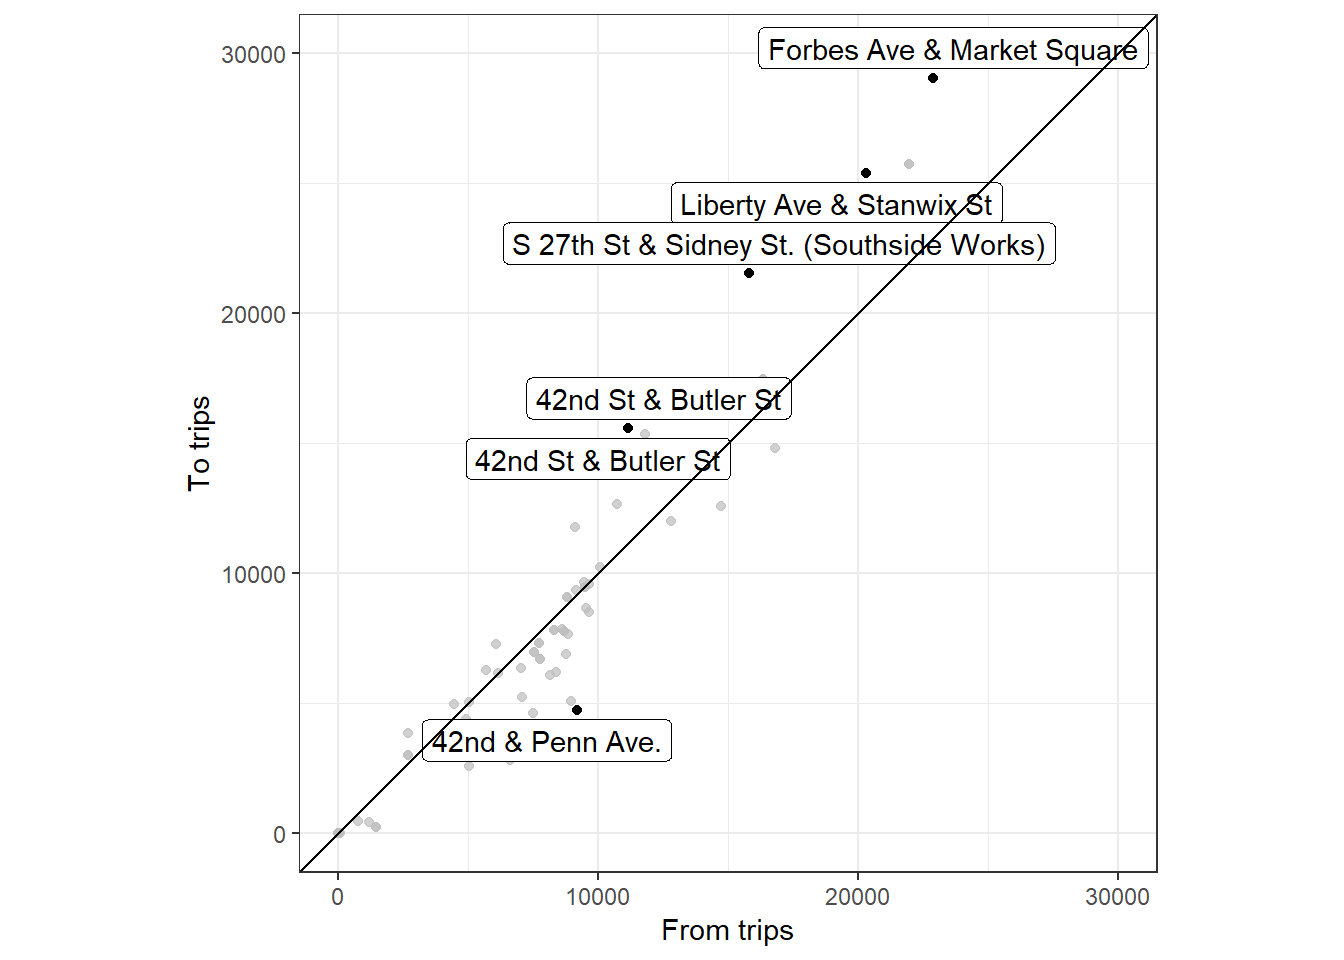 30000
Forbes Ave & Market Square
Liberty Ave & Stanwix St
S 27th St & Sidney St. (Southside Works)
20000
42nd St & Butler St
42nd St & Butler St
To trips
10000
42nd & Penn Ave.
0
0 10000 20000 30000
From trips